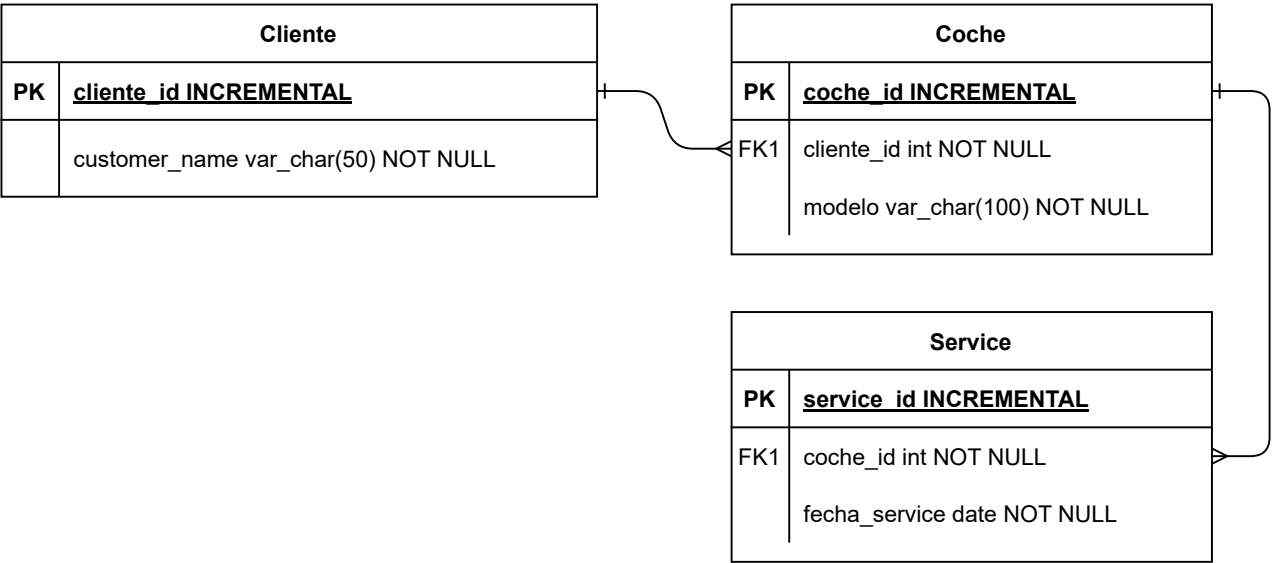 Cliente
PK cliente_id INCREMENTAL
customer_name var_char(50) NOT NULL
Coche
PK coche_id INCREMENTAL
FK1 cliente_id int NOT NULL
modelo var_char(100) NOT NULL
Service
PK service_id INCREMENTAL
FK1 coche_id int NOT NULL
fecha_service date NOT NULL